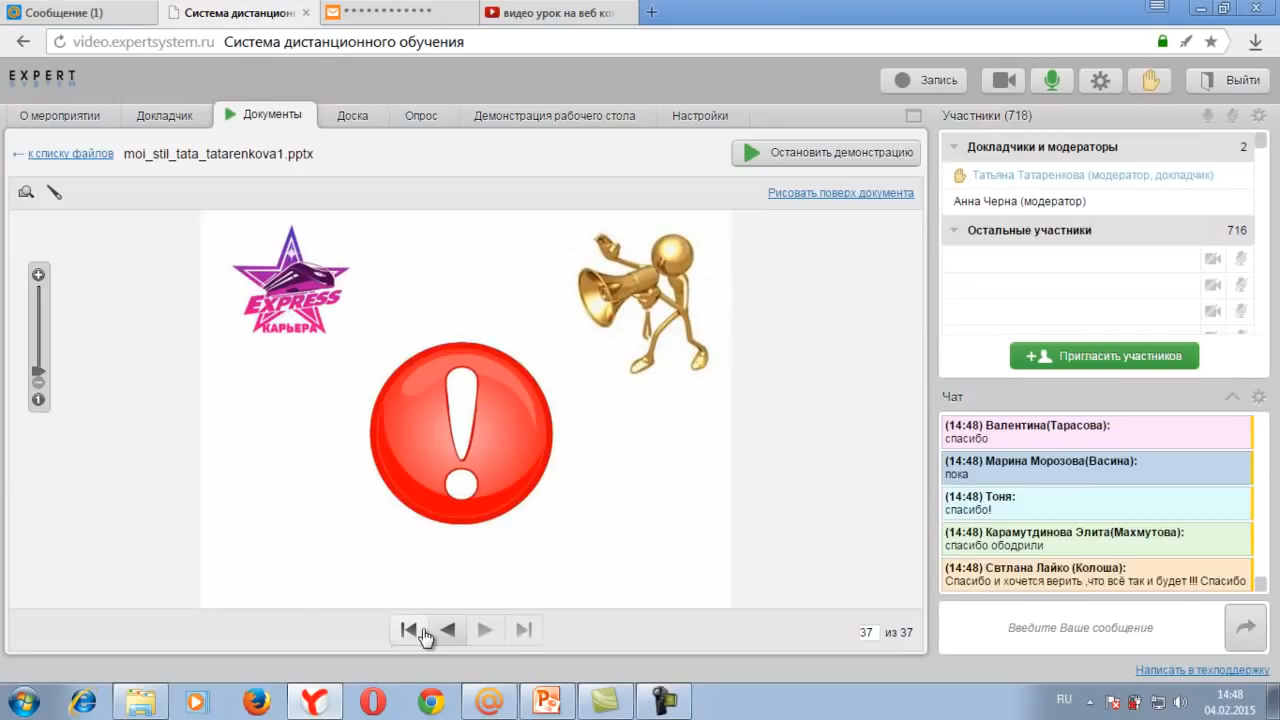 Сообщение (1)
Система дистанционного обучения
************
видео урок на веб ко
video.expertsystem.ru Система дистанционного обучения
EXPERT
SYSTEM
Запись
Выйти
О мероприятии
Докладчик
Документы
Доска
Опрос
Демонстрация рабочего стола
Настройки
← к списку файлов moi_stil_tata_tatarenkova1.pptx
Остановить демонстрацию
Рисовать поверх документа
EXPRESS
КАРЬЕРА
1
37 из 37
Участники (718)
Докладчики и модераторы 2
Татьяна Татаренкова (модератор, докладчик)
Анна Черна (модератор)
Остальные участники 716
Пригласить участников
Чат
(14:48) Валентина(Тарасова):
спасибо
(14:48) Марина Морозова(Васина):
пока
(14:48) Тоня:
спасибо!
(14:48) Карамутдинова Элита(Махмутова):
спасибо ободрили
(14:48) Свтлана Лайко (Колоша):
Спасибо и хочется верить ,что всё так и будет !!! Спасибо
Введите Ваше сообщение
Написать в техподдержку
RU
14:48
04.02.2015